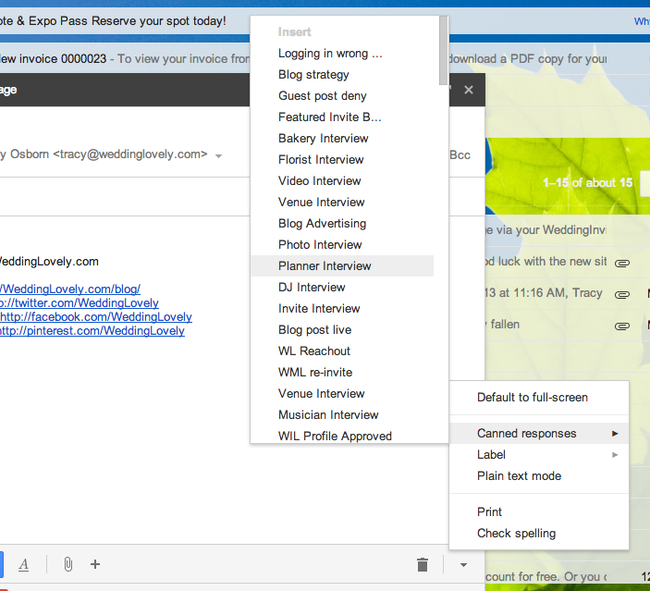 ote & Expo Pass Reserve your spot today!
Why
New invoice 0000023 - To view your invoice from
download a PDF copy for your
age
y Osborn <tracy@weddinglovely.com>
Bcc
1–15 of about 15
WeddingLovely.com
/WeddingLovely.com/blog/
p://twitter.com/WeddingLovely
http://facebook.com/WeddingLovely
http://pinterest.com/WeddingLovely
Insert
Logging in wrong ...
Blog strategy
Guest post deny
Featured Invite B...
Bakery Interview
Florist Interview
Video Interview
Venue Interview
Blog Advertising
Photo Interview
Planner Interview
DJ Interview
Invite Interview
Blog post live
WL Reachout
WML re-invite
Venue Interview
Musician Interview
WIL Profile Approved
e via your WeddingInvi
od luck with the new sit
13 at 11:16 AM, Tracy
y fallen
Default to full-screen
Canned responses
Label
Plain text mode
Print
Check spelling
A
count for free. Or you
12